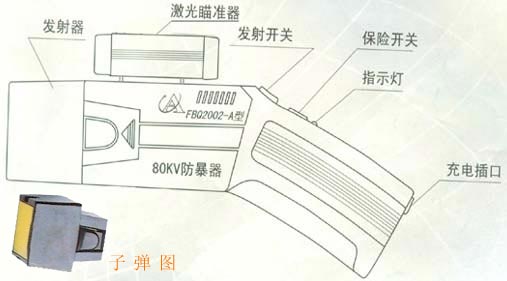 激光瞄准器
发射器
发射开关
保险开关
指示灯
FBQ2002-A型
80KV防暴器
充电插口
子弹图